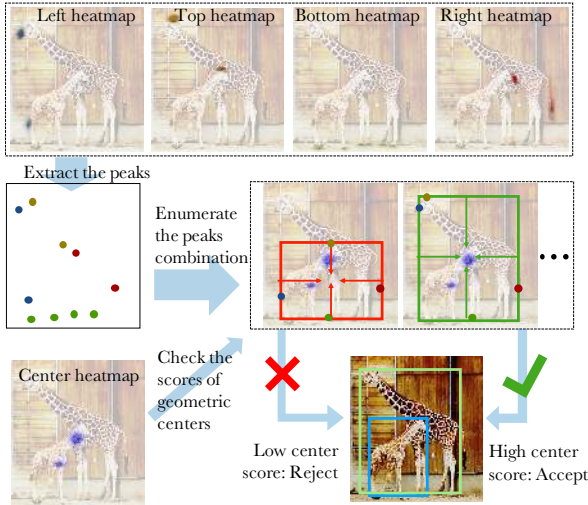 Left heatmap
Top heatmap
Bottom heatmap
Right heatmap
Extract the peaks
Enumerate
the peaks
combination
Center heatmap
Check the
scores of
geometric
centers
Low center
score: Reject
High center
score: Accept